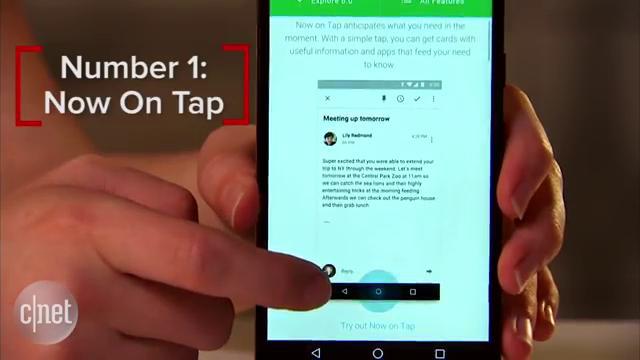 Explore 6.0
All Features
Now on Tap anticipates what you need in the
moment. With a simple tap, you can get cards with
useful information and apps that feed your need
to know.
Number 1:
Now On Tap
Meeting up tomorrow
Lily Redmond
Super excited that you were able to extend your
trip to NY through the weekend. Let's meet
tomorrow at the Central Park Zoo at 11am so
we can catch the sea lions and their highly
entertaining tricks at the morning feeding
Afterwards we can check out the penguin house
and then grab lunch
Reply
Try out Now on Tap
c|net